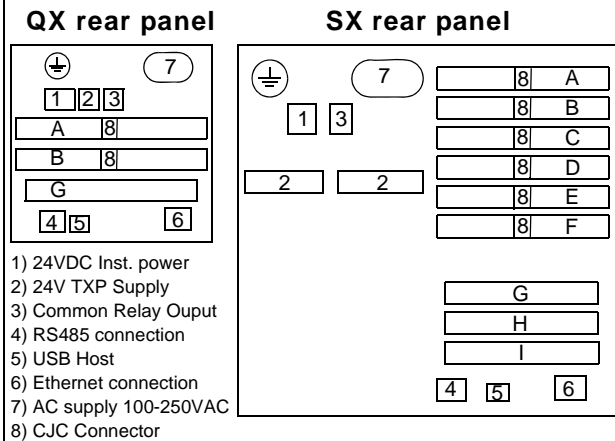 QX rear panel
7
1 2 3
A 8
B 8
G
4 5 6
1) 24VDC Inst. power
2) 24V TXP Supply
3) Common Relay Ouput
4) RS485 connection
5) USB Host
6) Ethernet connection
7) AC supply 100-250VAC
8) CJC Connector
SX rear panel
7
1 3
2 2
8 A
8 B
8 C
8 D
8 E
8 F
G
H
I
4 5 6